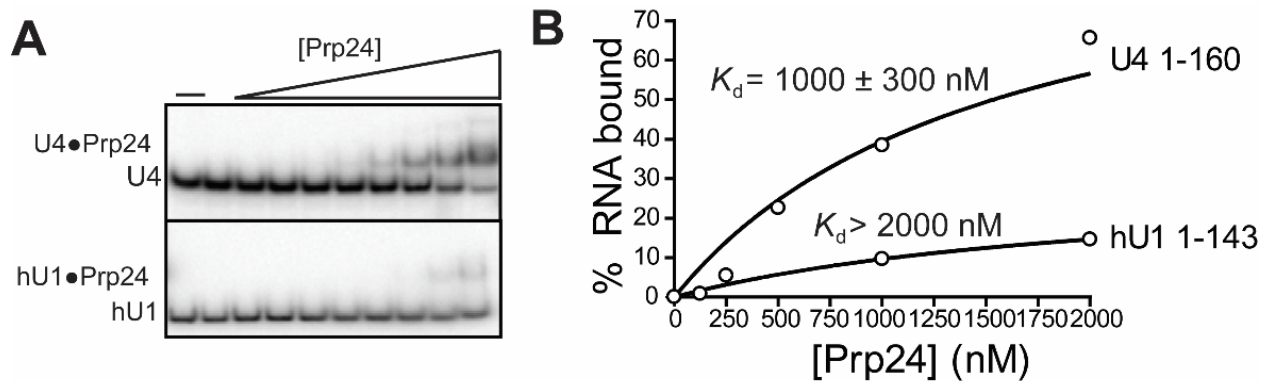 A
[Prp24]
U4●Prp24
U4
hU1●Prp24
hU1
B
% RNA bound
70
60
50
40
30
20
10
0
Kd= 1000 ± 300 nM
U4 1-160
Kd> 2000 nM
hU1 1-143
0 250 500 750 1000 1250 1500 1750 2000
[Prp24] (nM)